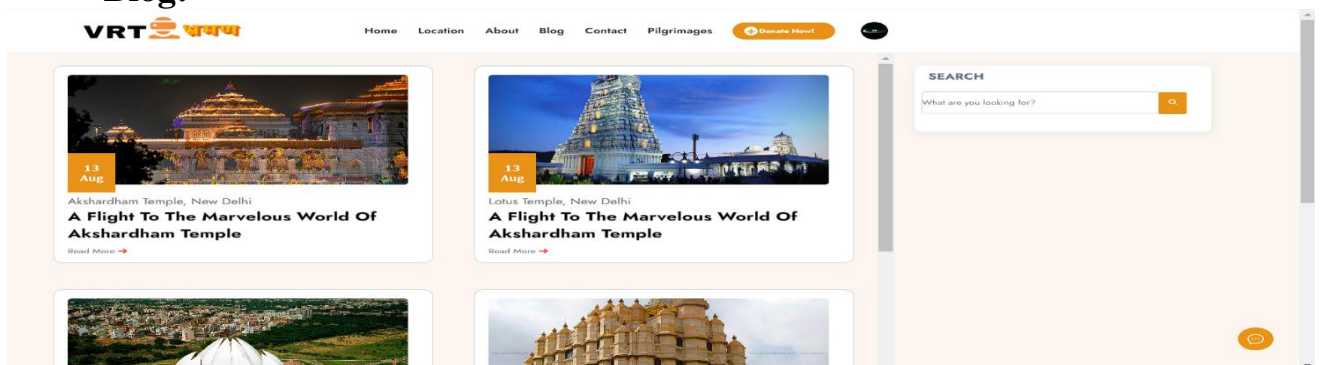 Blog:
VRT भ्रमण
Home Location About Blog Contact Pilgrimages Donate Now!
13
Aug
Akshardham Temple, New Delhi
A Flight To The Marvelous World Of
Akshardham Temple
Read More →
13
Aug
Lotus Temple, New Delhi
A Flight To The Marvelous World Of
Akshardham Temple
Read More →
SEARCH
What are you looking for?